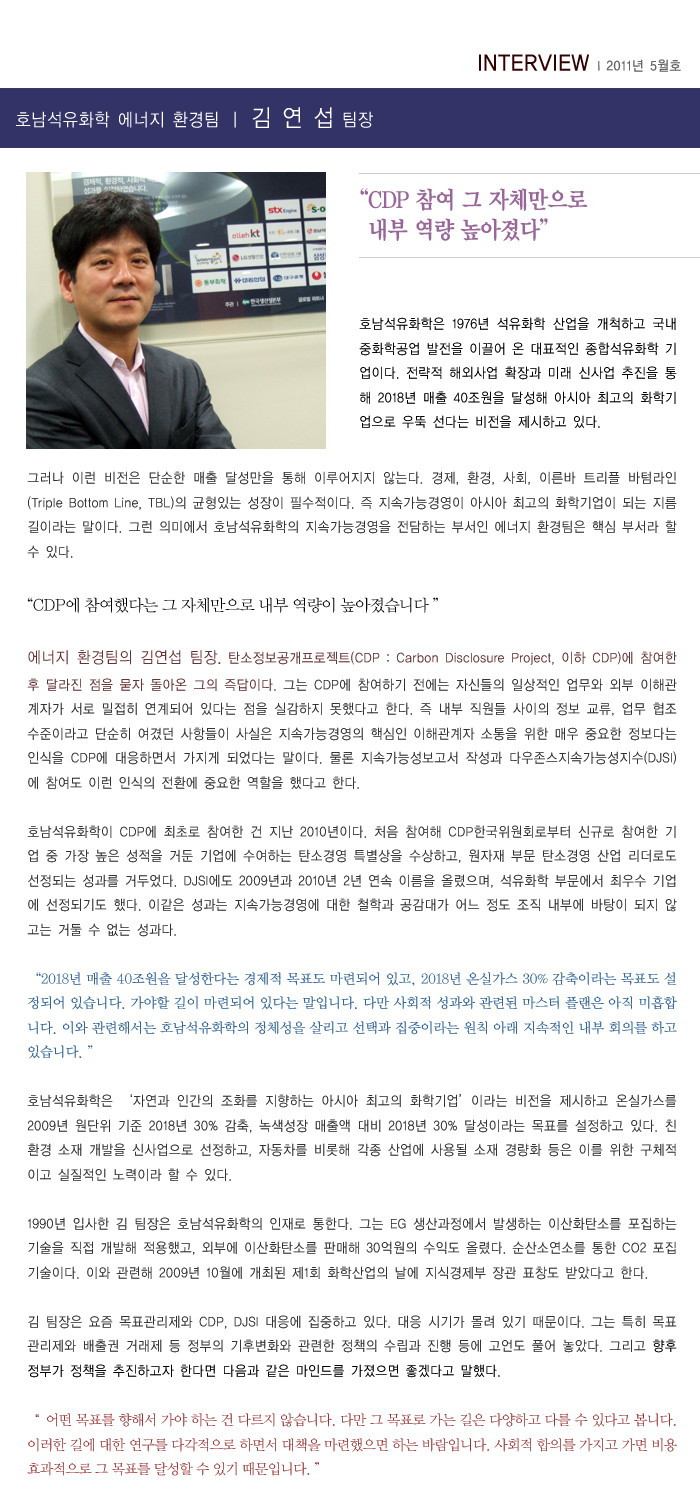 INTERVIEW | 2011년 5월호
호남석유화학 에너지 환경팀 | 김 연 섭 팀장
경제적, 환경적, 사회적
성과를 인정하였습니다.
stx Engine
olleh kt
LG생활건강
woongjin
동부화학
대구은행
주관 | 한국생산성본부
글로벌 파트너
“CDP 참여 그 자체만으로
내부 역량 높아졌다”
호남석유화학은 1976년 석유화학 산업을 개척하고 국내
중화학공업 발전을 이끌어 온 대표적인 종합석유화학 기
업이다. 전략적 해외사업 확장과 미래 신사업 추진을 통
해 2018년 매출 40조원을 달성해 아시아 최고의 화학기
업으로 우뚝 선다는 비전을 제시하고 있다.
그러나 이런 비전은 단순한 매출 달성만을 통해 이루어지지 않는다. 경제, 환경, 사회, 이른바 트리플 바텀라인
(Triple Bottom Line, TBL)의 균형있는 성장이 필수적이다. 즉 지속가능경영이 아시아 최고의 화학기업이 되는 지름
길이라는 말이다. 그런 의미에서 호남석유화학의 지속가능경영을 전담하는 부서인 에너지 환경팀은 핵심 부서라 할
수 있다.
“CDP에 참여했다는 그 자체만으로 내부 역량이 높아졌습니다 ”
에너지 환경팀의 김연섭 팀장. 탄소정보공개프로젝트(CDP : Carbon Disclosure Project, 이하 CDP)에 참여한
후 달라진 점을 묻자 돌아온 그의 즉답이다. 그는 CDP에 참여하기 전에는 자신들의 일상적인 업무와 외부 이해관
계자가 서로 밀접히 연계되어 있다는 점을 실감하지 못했다고 한다. 즉 내부 직원들 사이의 정보 교류, 업무 협조
수준이라고 단순히 여겼던 사항들이 사실은 지속가능경영의 핵심인 이해관계자 소통을 위한 매우 중요한 정보다는
인식을 CDP에 대응하면서 가지게 되었다는 말이다. 물론 지속가능성보고서 작성과 다우존스지속가능성지수(DJSI)
에 참여도 이런 인식의 전환에 중요한 역할을 했다고 한다.
호남석유화학이 CDP에 최초로 참여한 건 지난 2010년이다. 처음 참여해 CDP한국위원회로부터 신규로 참여한 기
업 중 가장 높은 성적을 거둔 기업에 수여하는 탄소경영 특별상을 수상하고, 원자재 부문 탄소경영 산업 리더로도
선정되는 성과를 거두었다. DJSI에도 2009년과 2010년 2년 연속 이름을 올렸으며, 석유화학 부문에서 최우수 기업
에 선정되기도 했다. 이같은 성과는 지속가능경영에 대한 철학과 공감대가 어느 정도 조직 내부에 바탕이 되지 않
고는 거둘 수 없는 성과다.
“2018년 매출 40조원을 달성한다는 경제적 목표도 마련되어 있고, 2018년 온실가스 30% 감축이라는 목표도 설
정되어 있습니다. 가야할 길이 마련되어 있다는 말입니다. 다만 사회적 성과와 관련된 마스터 플랜은 아직 미흡합
니다. 이와 관련해서는 호남석유화학의 정체성을 살리고 선택과 집중이라는 원칙 아래 지속적인 내부 회의를 하고
있습니다. ”
호남석유화학은 ‘자연과 인간의 조화를 지향하는 아시아 최고의 화학기업’이라는 비전을 제시하고 온실가스를
2009년 원단위 기준 2018년 30% 감축, 녹색성장 매출액 대비 2018년 30% 달성이라는 목표를 설정하고 있다. 친
환경 소재 개발을 신사업으로 선정하고, 자동차를 비롯해 각종 산업에 사용될 소재 경량화 등은 이를 위한 구체적
이고 실질적인 노력이라 할 수 있다.
1990년 입사한 김 팀장은 호남석유화학의 인재로 통한다. 그는 EG 생산과정에서 발생하는 이산화탄소를 포집하는
기술을 직접 개발해 적용했고, 외부에 이산화탄소를 판매해 30억원의 수익도 올렸다. 순산소연소를 통한 CO2 포집
기술이다. 이와 관련해 2009년 10월에 개최된 제1회 화학산업의 날에 지식경제부 장관 표창도 받았다고 한다.
김 팀장은 요즘 목표관리제와 CDP, DJSI 대응에 집중하고 있다. 대응 시기가 몰려 있기 때문이다. 그는 특히 목표
관리제와 배출권 거래제 등 정부의 기후변화와 관련한 정책의 수립과 진행 등에 고언도 풀어 놓았다. 그리고 향후
정부가 정책을 추진하고자 한다면 다음과 같은 마인드를 가졌으면 좋겠다고 말했다.
“ 어떤 목표를 향해서 가야 하는 건 다르지 않습니다. 다만 그 목표로 가는 길은 다양하고 다를 수 있다고 봅니다.
이러한 길에 대한 연구를 다각적으로 하면서 대책을 마련했으면 하는 바람입니다. 사회적 합의를 가지고 가면 비용
효과적으로 그 목표를 달성할 수 있기 때문입니다. ”